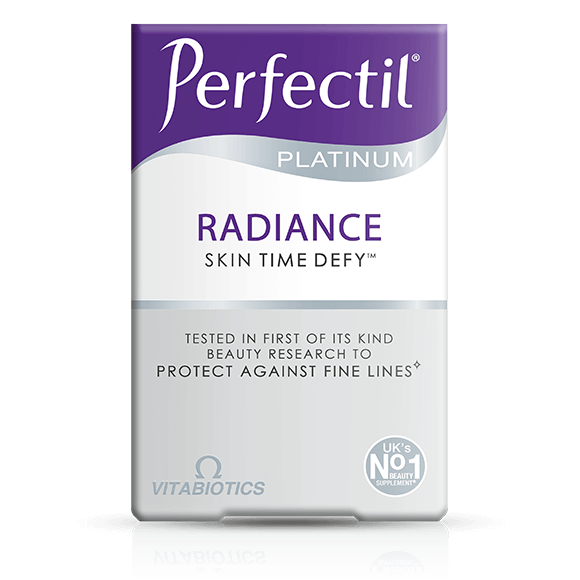 Perfectil®
PLATINUM
RADIANCE
SKIN TIME DEFY™
TESTED IN FIRST OF ITS KIND
BEAUTY RESEARCH TO
PROTECT AGAINST FINE LINES✧
VITABIOTICS
UK's
No1
BEAUTY
SUPPLEMENT*